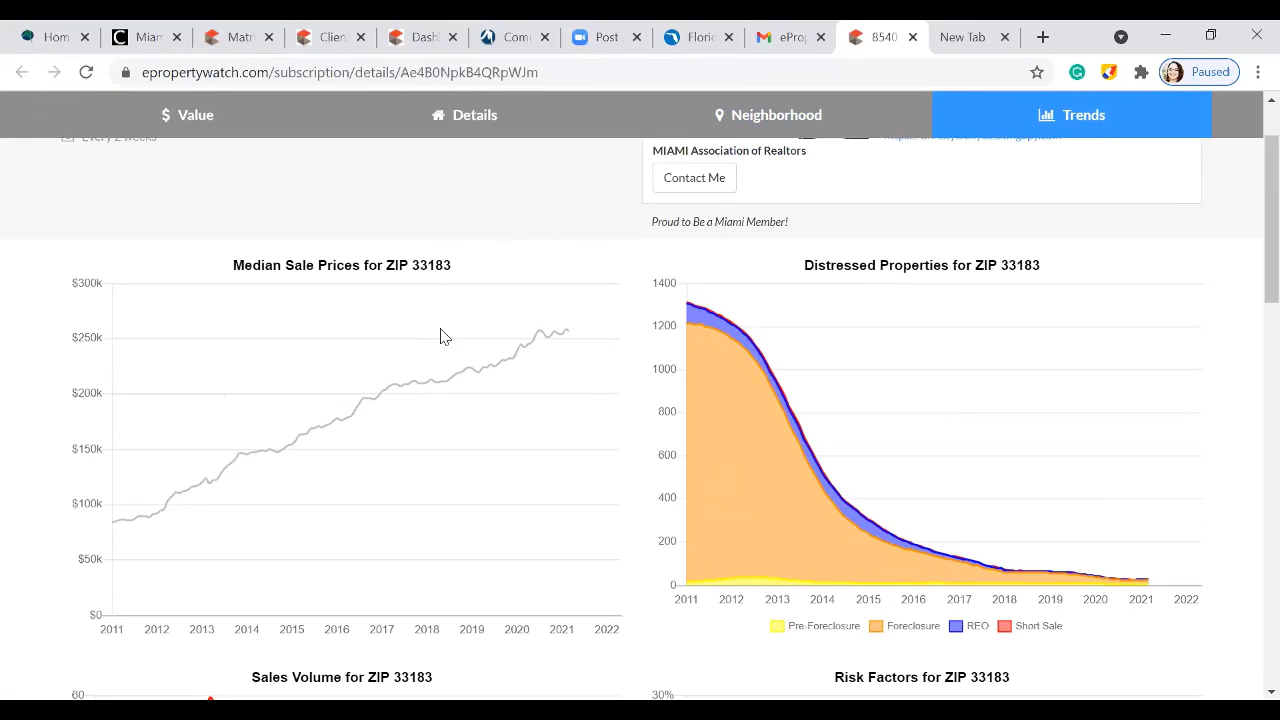 Hom
Miam
Matri
Clien
Dash
Com
Post
Florid
eProp
8540
New Tab
epropertywatch.com/subscription/details/
Paused
$ Value
Details
Neighborhood
Trends
Every 2 weeks
MIAMI Association of Realtors
Contact Me
Proud to Be a Miami Member!
Median Sale Prices for ZIP 33183
$300k
$250k
$200k
$150k
$100k
$50k
$0
2011 2012 2013 2014 2015 2016 2017 2018 2019 2020 2021 2022
Distressed Properties for ZIP 33183
1400
1200
1000
800
600
400
200
0
2011 2012 2013 2014 2015 2016 2017 2018 2019 2020 2021 2022
Pre-Foreclosure Foreclosure REO Short Sale
Sales Volume for ZIP 33183
60
Risk Factors for ZIP 33183
30%